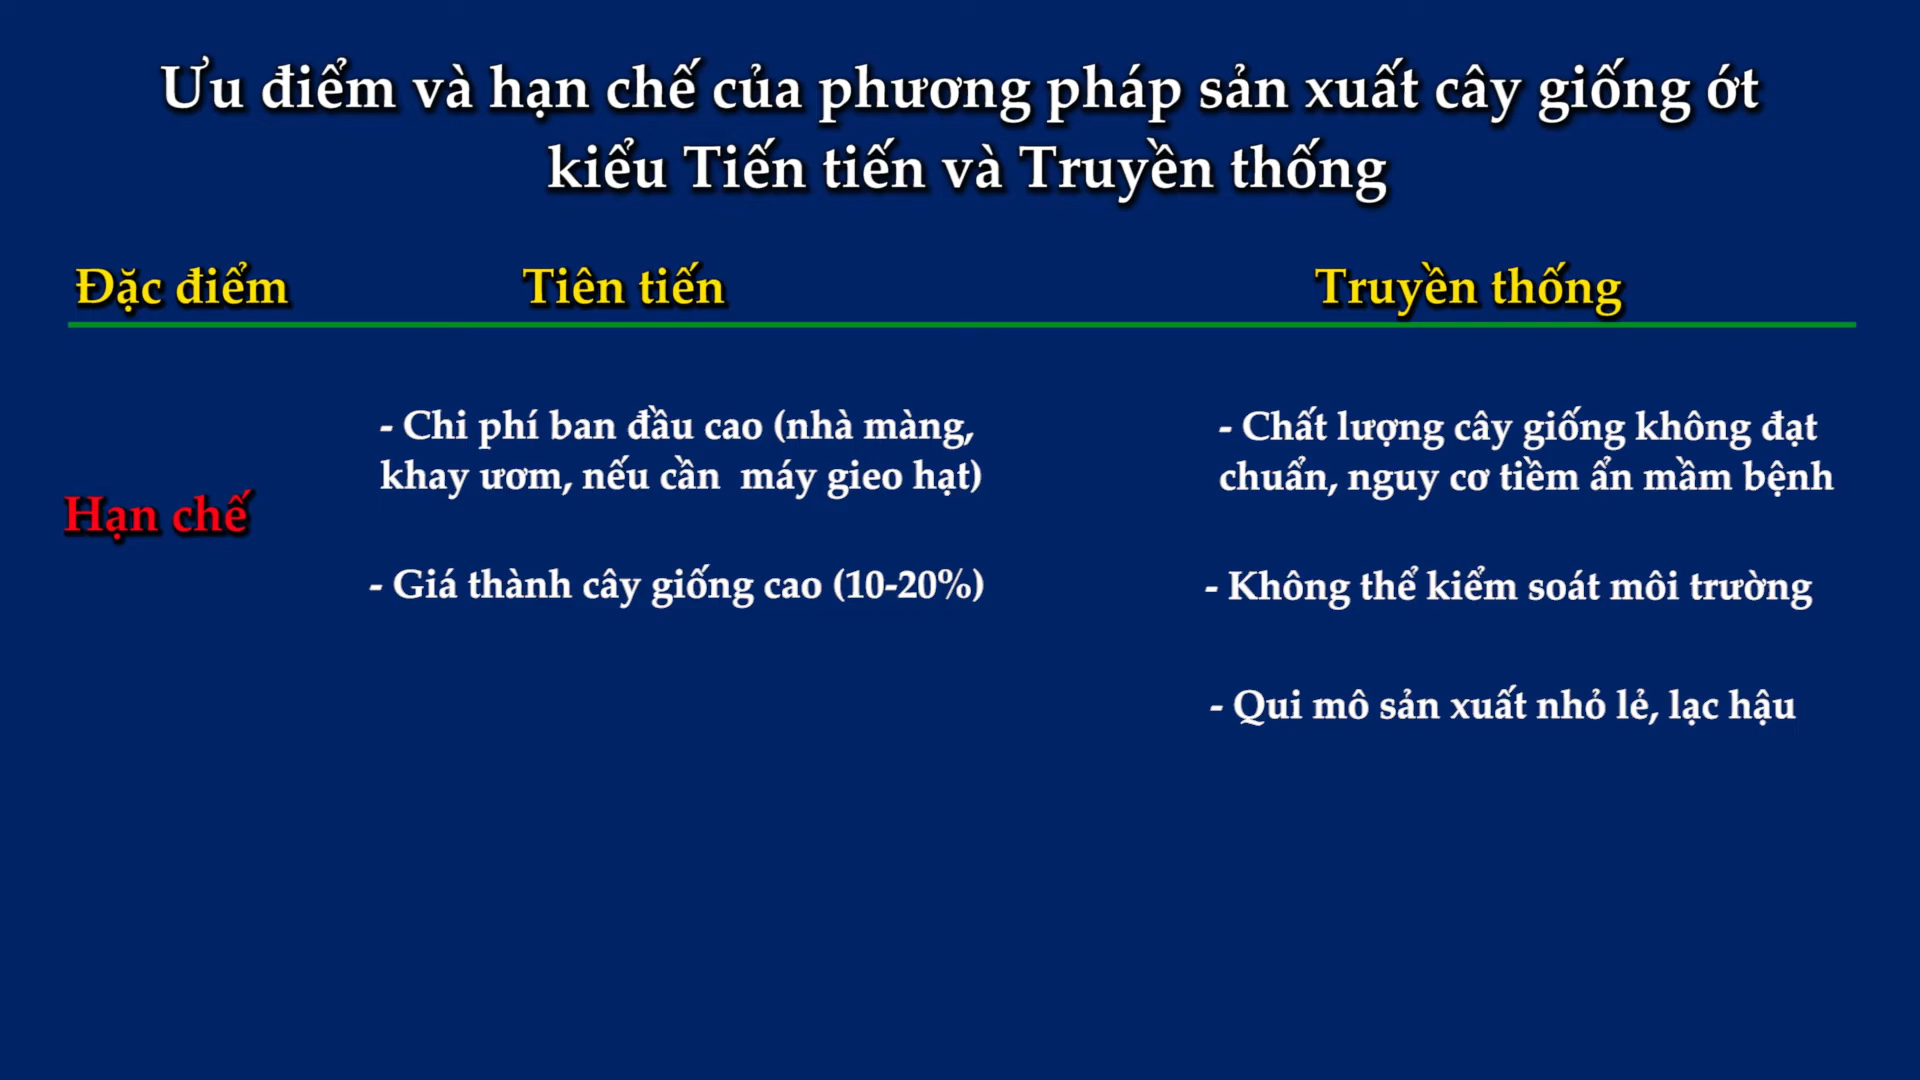 Ưu điểm và hạn chế của phương pháp sản xuất cây giống ớt
kiểu Tiến tiến và Truyền thống
Đặc điểm
Tiên tiến
Truyền thống
Hạn chế
- Chi phí ban đầu cao (nhà màng,
khay ươm, nếu cần máy gieo hạt)
- Giá thành cây giống cao (10-20%)
- Chất lượng cây giống không đạt
chuẩn, nguy cơ tiềm ẩn mầm bệnh
- Không thể kiểm soát môi trường
- Qui mô sản xuất nhỏ lẻ, lạc hậu